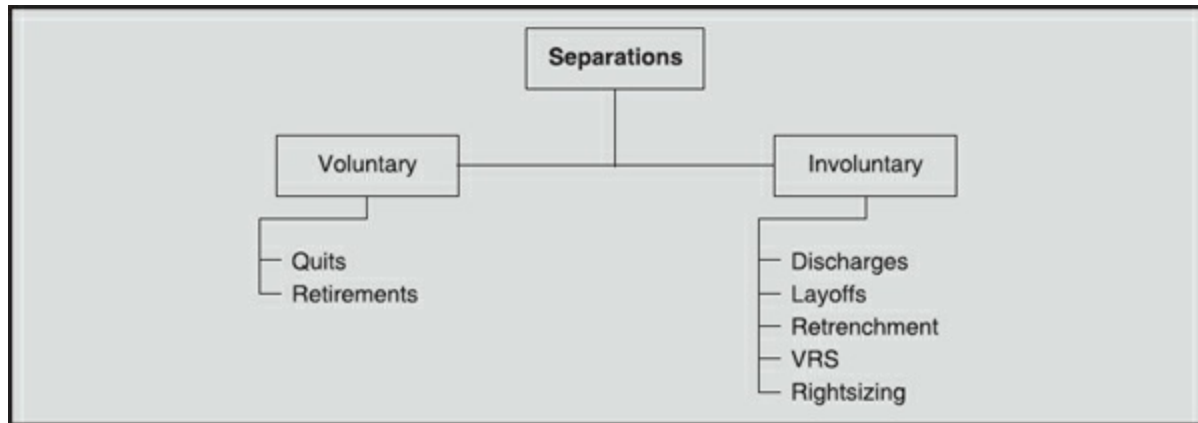 Separations
Voluntary
Involuntary
Quits
Retirements
Discharges
Layoffs
Retrenchment
VRS
Rightsizing